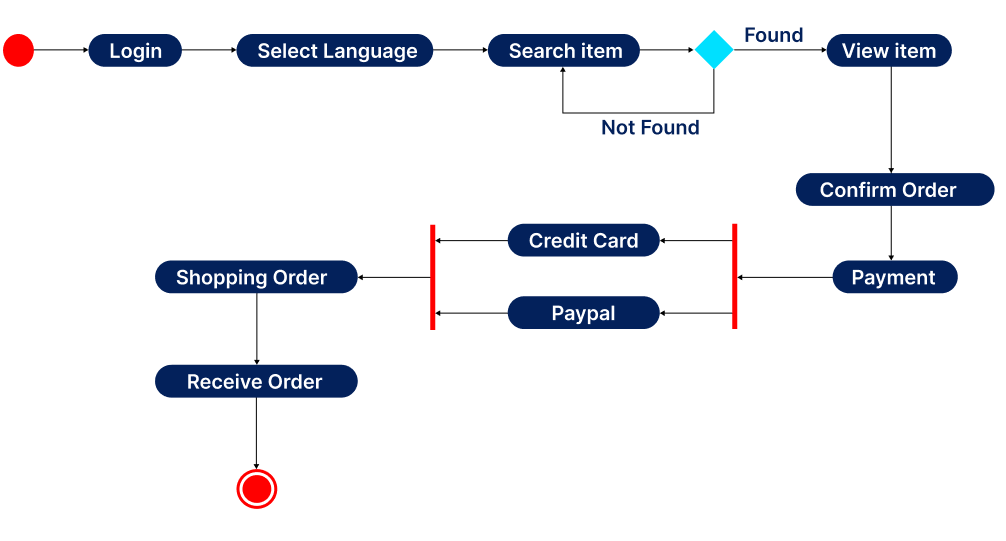 Login
Select Language
Search item
Found
View item
Not Found
Confirm Order
Credit Card
Shopping Order
Payment
Paypal
Receive Order